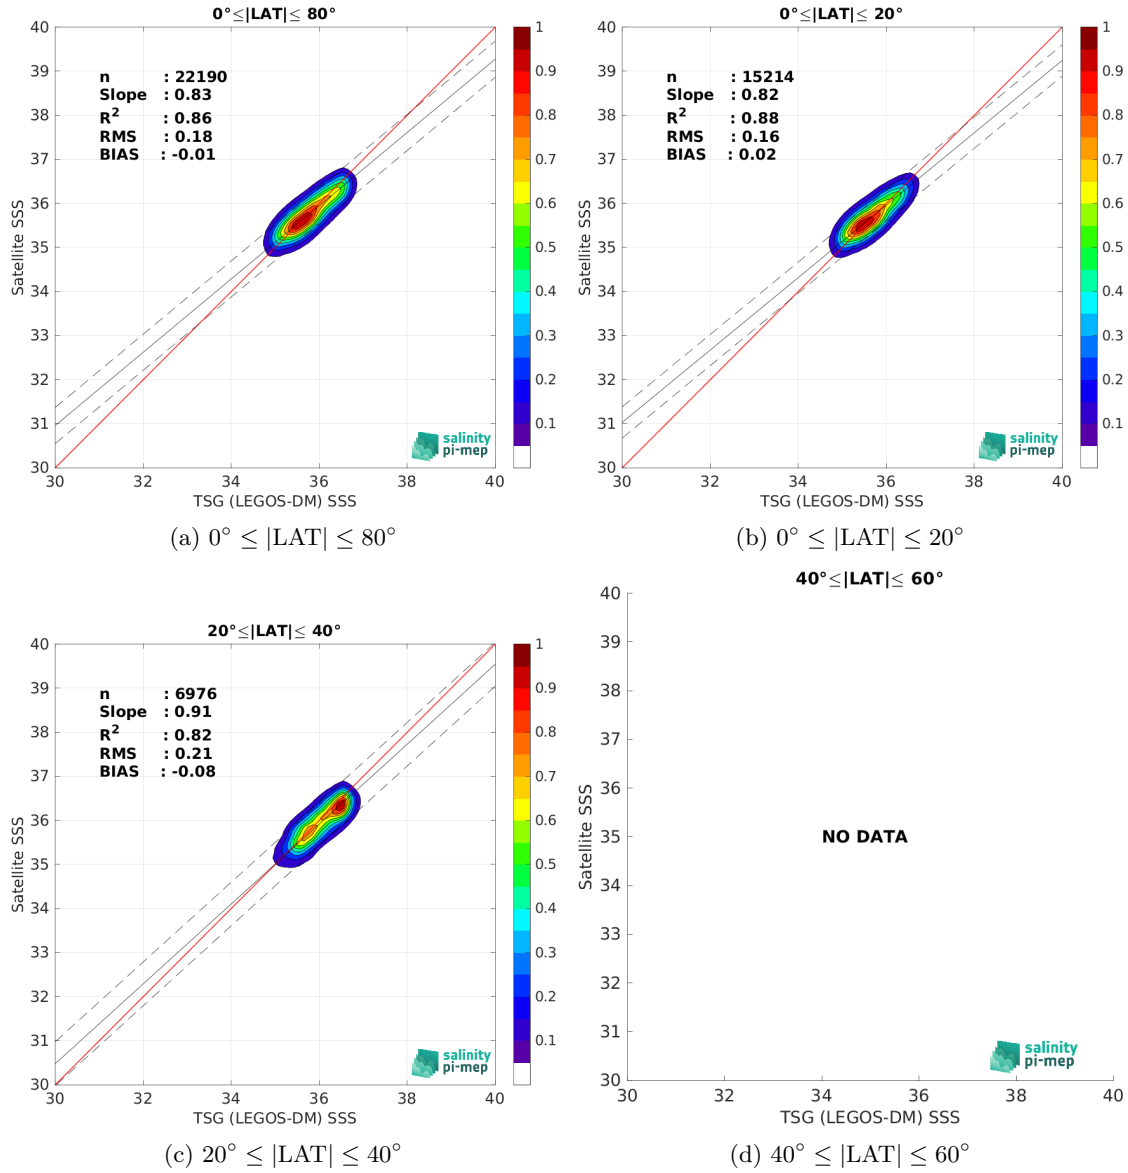 0°≤|LAT|≤ 80°
40
39
38
37
36
35
34
33
32
31
30
Satellite SSS
n : 22190
Slope : 0.83
R² : 0.86
RMS : 0.18
BIAS : -0.01
salinity
pi-mep
30 32 34 36 38 40
TSG (LEGOS-DM) SSS
1
0.9
0.8
0.7
0.6
0.5
0.4
0.3
0.2
0.1
(a) 0° ≤ |LAT| ≤ 80°
0°≤|LAT|≤ 20°
40
39
38
37
36
35
34
33
32
31
30
Satellite SSS
n : 15214
Slope : 0.82
R² : 0.88
RMS : 0.16
BIAS : 0.02
salinity
pi-mep
30 32 34 36 38 40
TSG (LEGOS-DM) SSS
1
0.9
0.8
0.7
0.6
0.5
0.4
0.3
0.2
0.1
(b) 0° ≤ |LAT| ≤ 20°
20°≤|LAT|≤ 40°
40
39
38
37
36
35
34
33
32
31
30
Satellite SSS
n : 6976
Slope : 0.91
R² : 0.82
RMS : 0.21
BIAS : -0.08
salinity
pi-mep
30 32 34 36 38 40
TSG (LEGOS-DM) SSS
1
0.9
0.8
0.7
0.6
0.5
0.4
0.3
0.2
0.1
(c) 20° ≤ |LAT| ≤ 40°
40°≤|LAT|≤ 60°
40
39
38
37
36
35
34
33
32
31
30
Satellite SSS
NO DATA
salinity
pi-mep
30 32 34 36 38 40
TSG (LEGOS-DM) SSS
(d) 40° ≤ |LAT| ≤ 60°